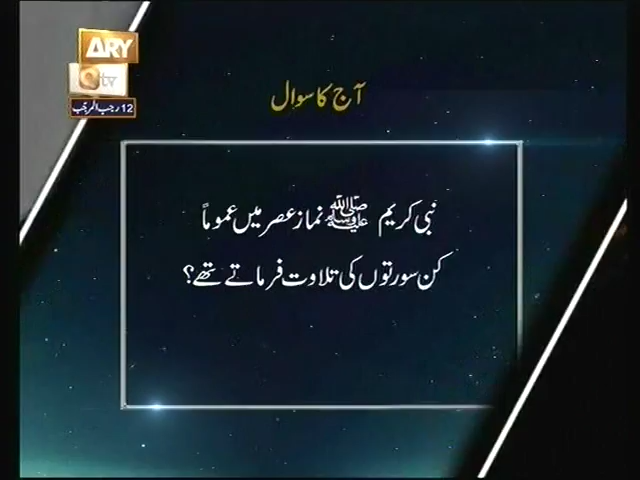 ARY
Qtv
12 رجب المرجب
آج کا سوال
نبی کریم ﷺ نماز عصر میں عموماً
کن سورتوں کی تلاوت فرماتے تھے؟